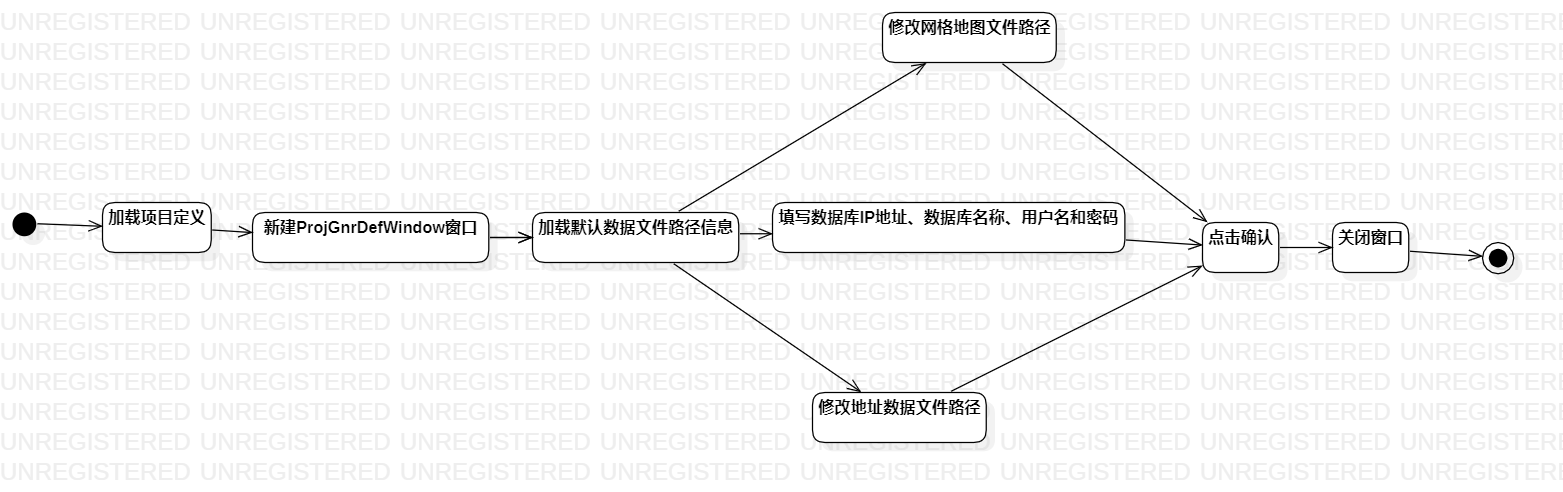 修改网格地图文件路径
加载项目定义
新建ProjGnrDefWindow窗口
加载默认数据文件路径信息
填写数据库IP地址、数据库名称、用户名和密码
点击确认
关闭窗口
修改地址数据文件路径
UNREGISTERED UNREGISTERED UNREGISTERED UNREGISTERED UNREGISTERED UNREGISTERED UNREGISTERED UNREGISTERED